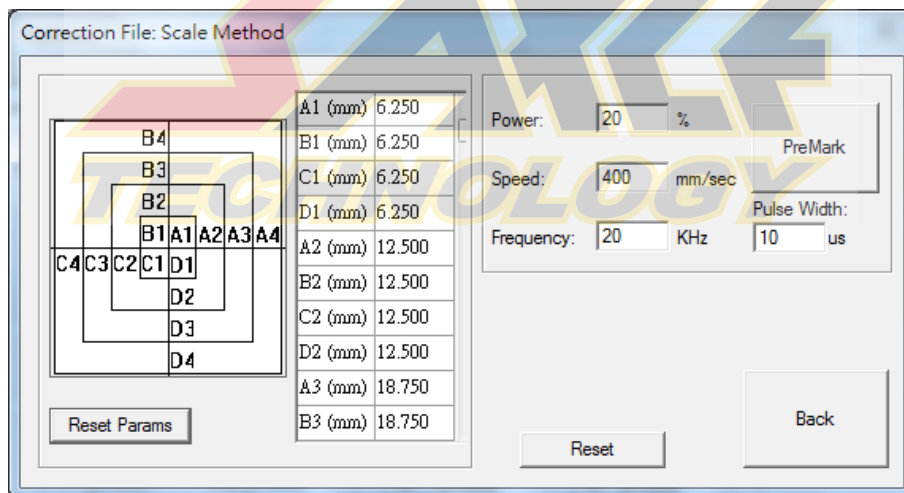 Correction File: Scale Method
B4
B3
B2
B1 A1 A2 A3 A4
C4 C3 C2 C1 D1
D2
D3
D4
Reset Params
A1 (mm) 6.250
B1 (mm) 6.250
C1 (mm) 6.250
D1 (mm) 6.250
A2 (mm) 12.500
B2 (mm) 12.500
C2 (mm) 12.500
D2 (mm) 12.500
A3 (mm) 18.750
B3 (mm) 18.750
Power: 20 %
Speed: 400 mm/sec
Frequency: 20 KHz
PreMark
Pulse Width:
10 us
Reset
Back
TECHNOLOGY